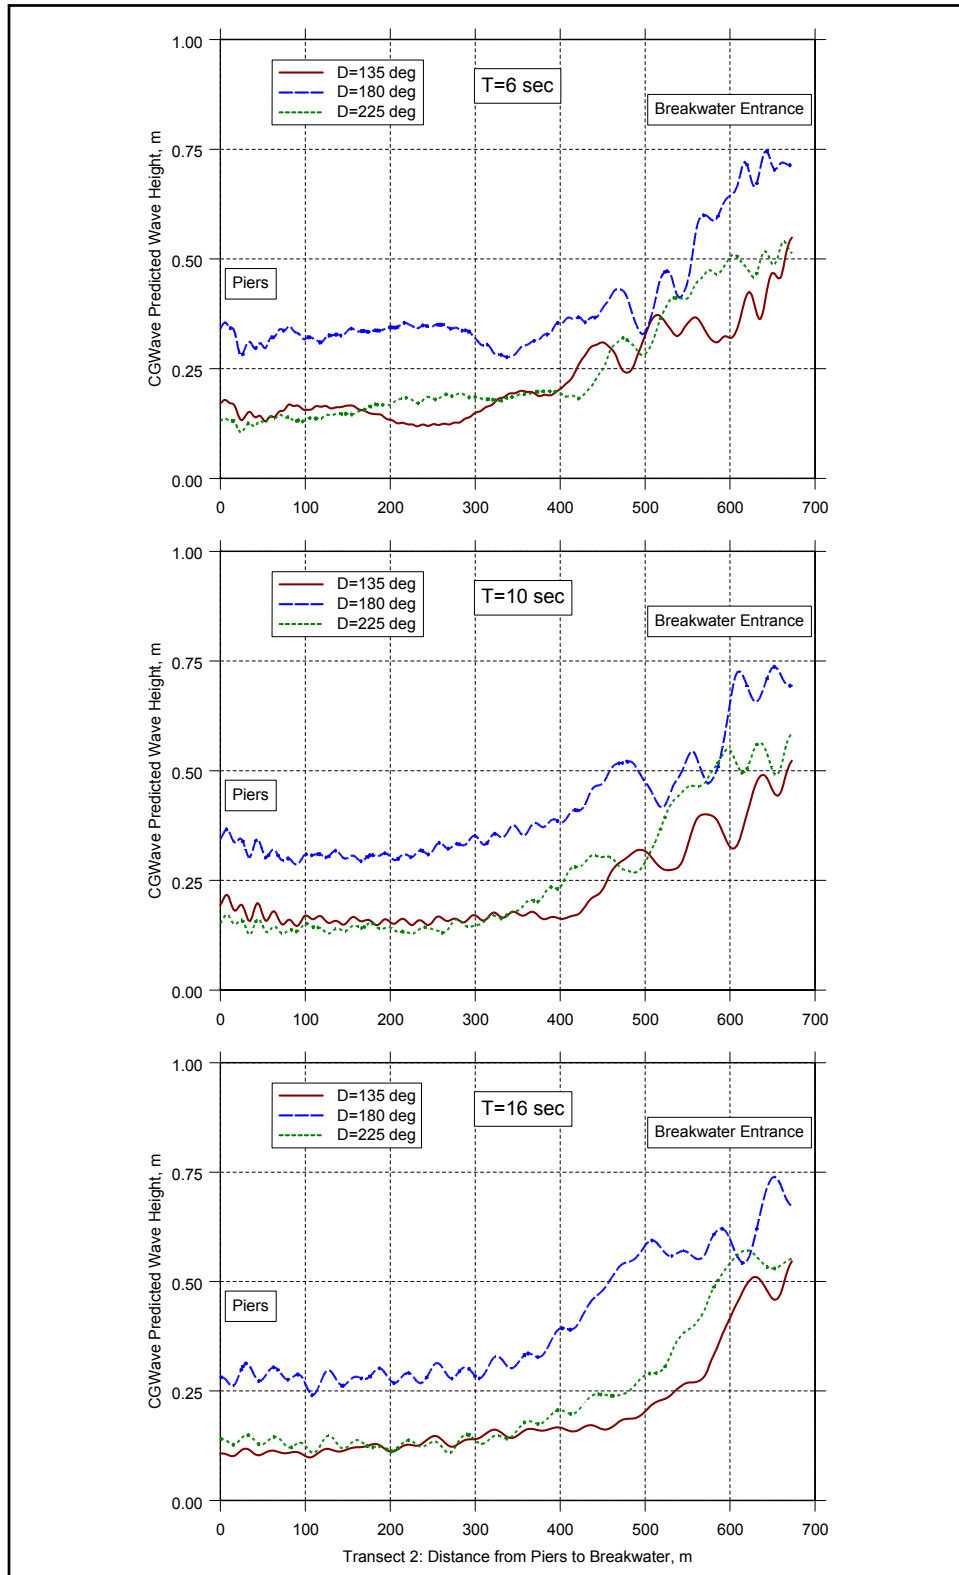 1.00
D=135 deg
D=180 deg
D=225 deg
T=6 sec
Breakwater Entrance
0.75
CGWave Predicted Wave Height, m
0.50
Piers
0.25
0.00
0 100 200 300 400 500 600 700
1.00
D=135 deg
D=180 deg
D=225 deg
T=10 sec
Breakwater Entrance
0.75
CGWave Predicted Wave Height, m
0.50
Piers
0.25
0.00
0 100 200 300 400 500 600 700
1.00
D=135 deg
D=180 deg
D=225 deg
T=16 sec
Breakwater Entrance
0.75
CGWave Predicted Wave Height, m
0.50
Piers
0.25
0.00
0 100 200 300 400 500 600 700
Transect 2: Distance from Piers to Breakwater, m